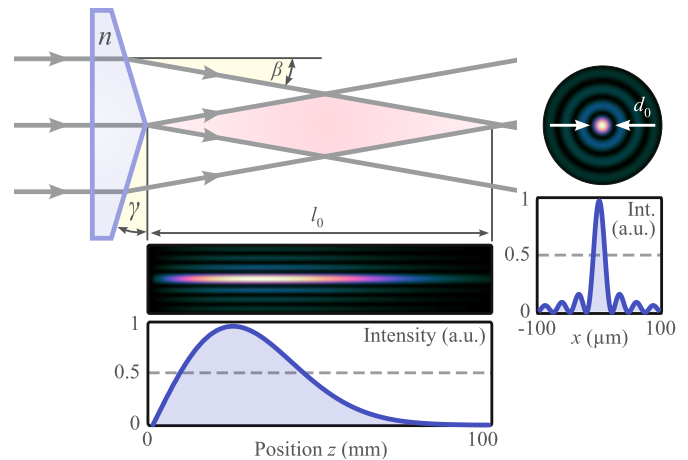 n
β
d₀
γ
l₀
1
Int.
(a.u.)
0.5
0
-100
100
x (μm)
1
Intensity (a.u.)
0.5
0
0
100
Position z (mm)